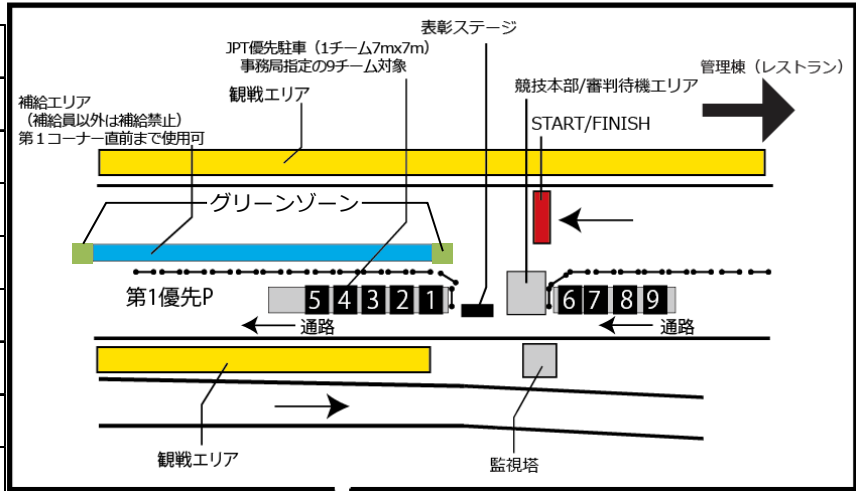 表彰ステージ
JPT優先駐車（1チーム7mx7m）
事務局指定の9チーム対象
観戦エリア
競技本部/審判待機エリア
管理棟（レストラン）
補給エリア
（補給員以外は補給禁止）
第１コーナー直前まで使用可
START/FINISH
グリーンゾーン
第1優先P
5 4 3 2 1
6 7 8 9
通路
通路
観戦エリア
監視塔